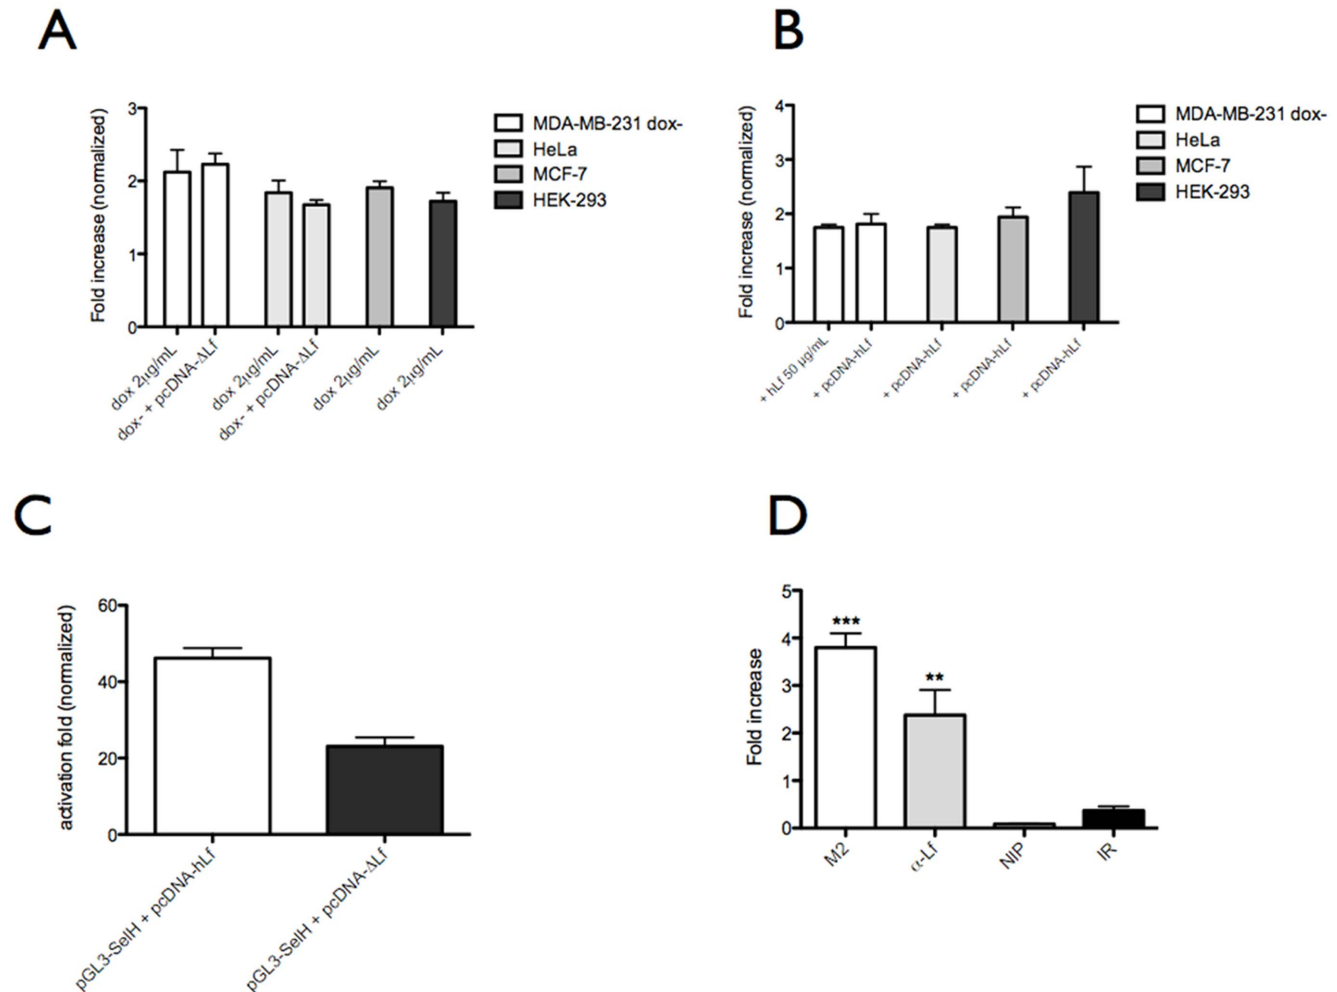 A
Fold increase (normalized)
3
2
1
0
dox 2µg/mL
dox- + pcDNA-ΔLf
dox 2µg/mL
dox- + pcDNA-ΔLf
dox 2µg/mL
dox 2µg/mL
MDA-MB-231 dox-
HeLa
MCF-7
HEK-293
B
Fold increase (normalized)
4
3
2
1
0
+ hLf 50 µg/mL
+ pcDNA-hLf
+ pcDNA-hLf
+ pcDNA-hLf
+ pcDNA-hLf
MDA-MB-231 dox-
HeLa
MCF-7
HEK-293
C
activation fold (normalized)
60
40
20
0
pGL3-SelH + pcDNA-hLf
pGL3-SelH + pcDNA-ΔLf
D
Fold increase
5
4
3
2
1
0
***
**
M2
α-Lf
NIP
IR